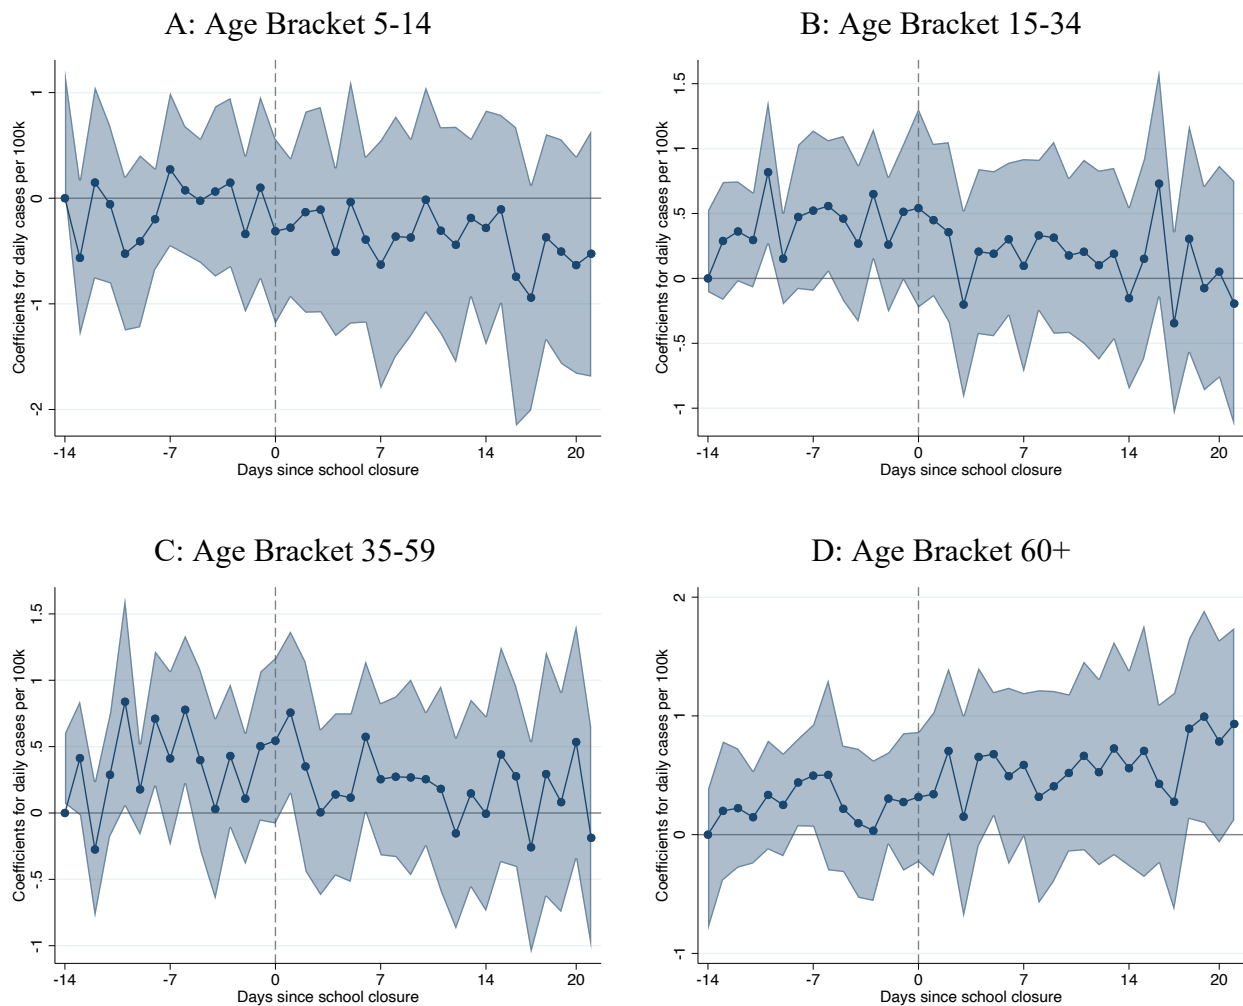 A: Age Bracket 5-14
Coefficients for daily cases per 100k
1
0
-1
-2
-14 -7 0 7 14 20
Days since school closure
B: Age Bracket 15-34
Coefficients for daily cases per 100k
1.5
1
.5
0
-.5
-1
-14 -7 0 7 14 20
Days since school closure
C: Age Bracket 35-59
Coefficients for daily cases per 100k
1.5
1
.5
0
-.5
-1
-14 -7 0 7 14 20
Days since school closure
D: Age Bracket 60+
Coefficients for daily cases per 100k
2
1
0
-1
-14 -7 0 7 14 20
Days since school closure